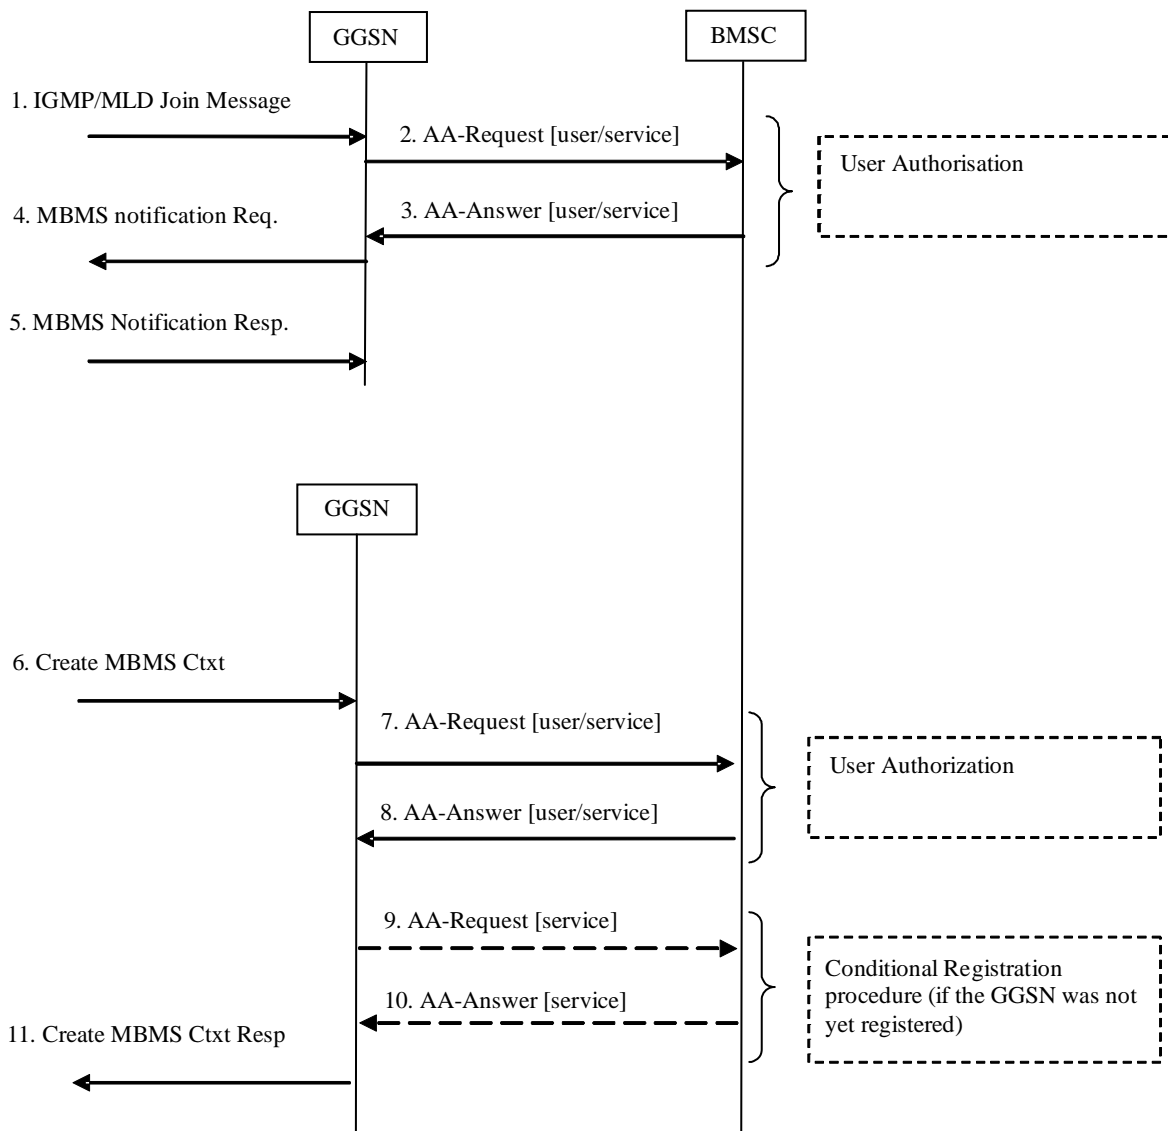 GGSN
BMSC
1. IGMP/MLD Join Message
2. AA-Request [user/service]
User Authorisation
3. AA-Answer [user/service]
4. MBMS notification Req.
5. MBMS Notification Resp.
GGSN
6. Create MBMS Ctxt
7. AA-Request [user/service]
User Authorization
8. AA-Answer [user/service]
9. AA-Request [service]
Conditional Registration
procedure (if the GGSN was not
yet registered)
10. AA-Answer [service]
11. Create MBMS Ctxt Resp